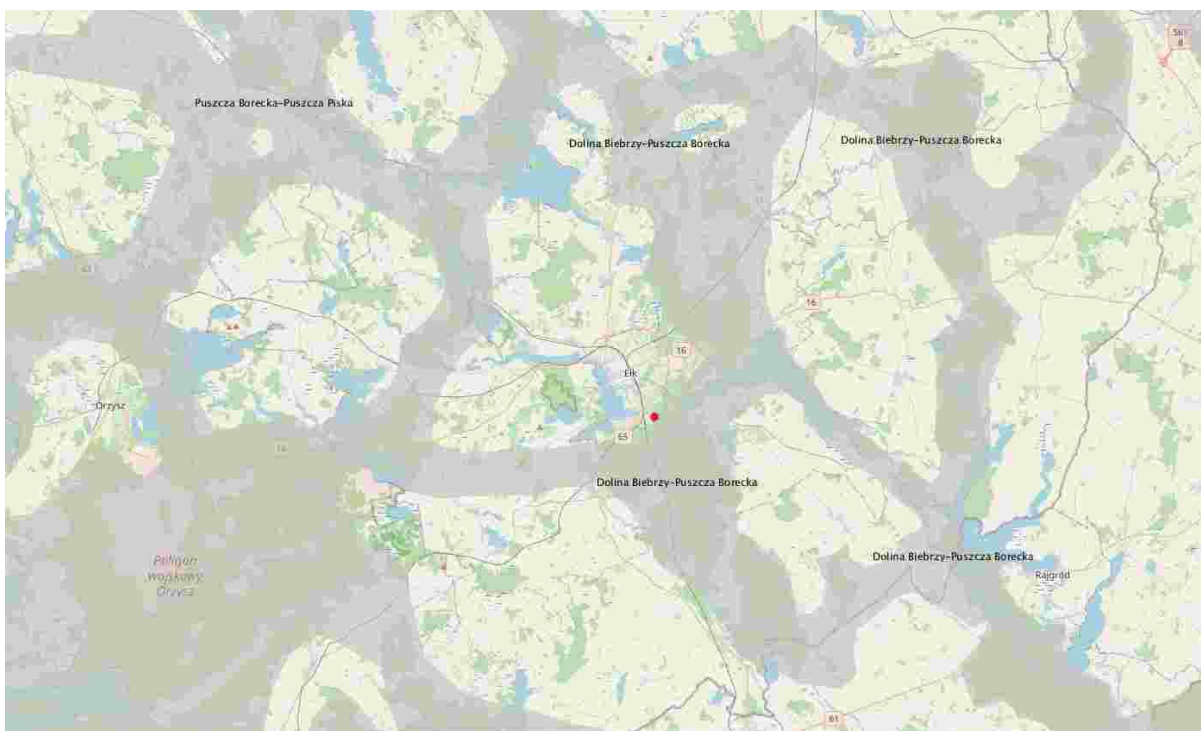 Puszcza Borecka-Puszcza Piska
Dolina Biebrzy-Puszcza Borecka
Dolina Biebrzy-Puszcza Borecka
16
16
Ełk
Orzysz
65
16
Dolina Biebrzy-Puszcza Borecka
Dolina Biebrzy-Puszcza Borecka
Poligon
wojskowy
Orzysz
Rajgród
61